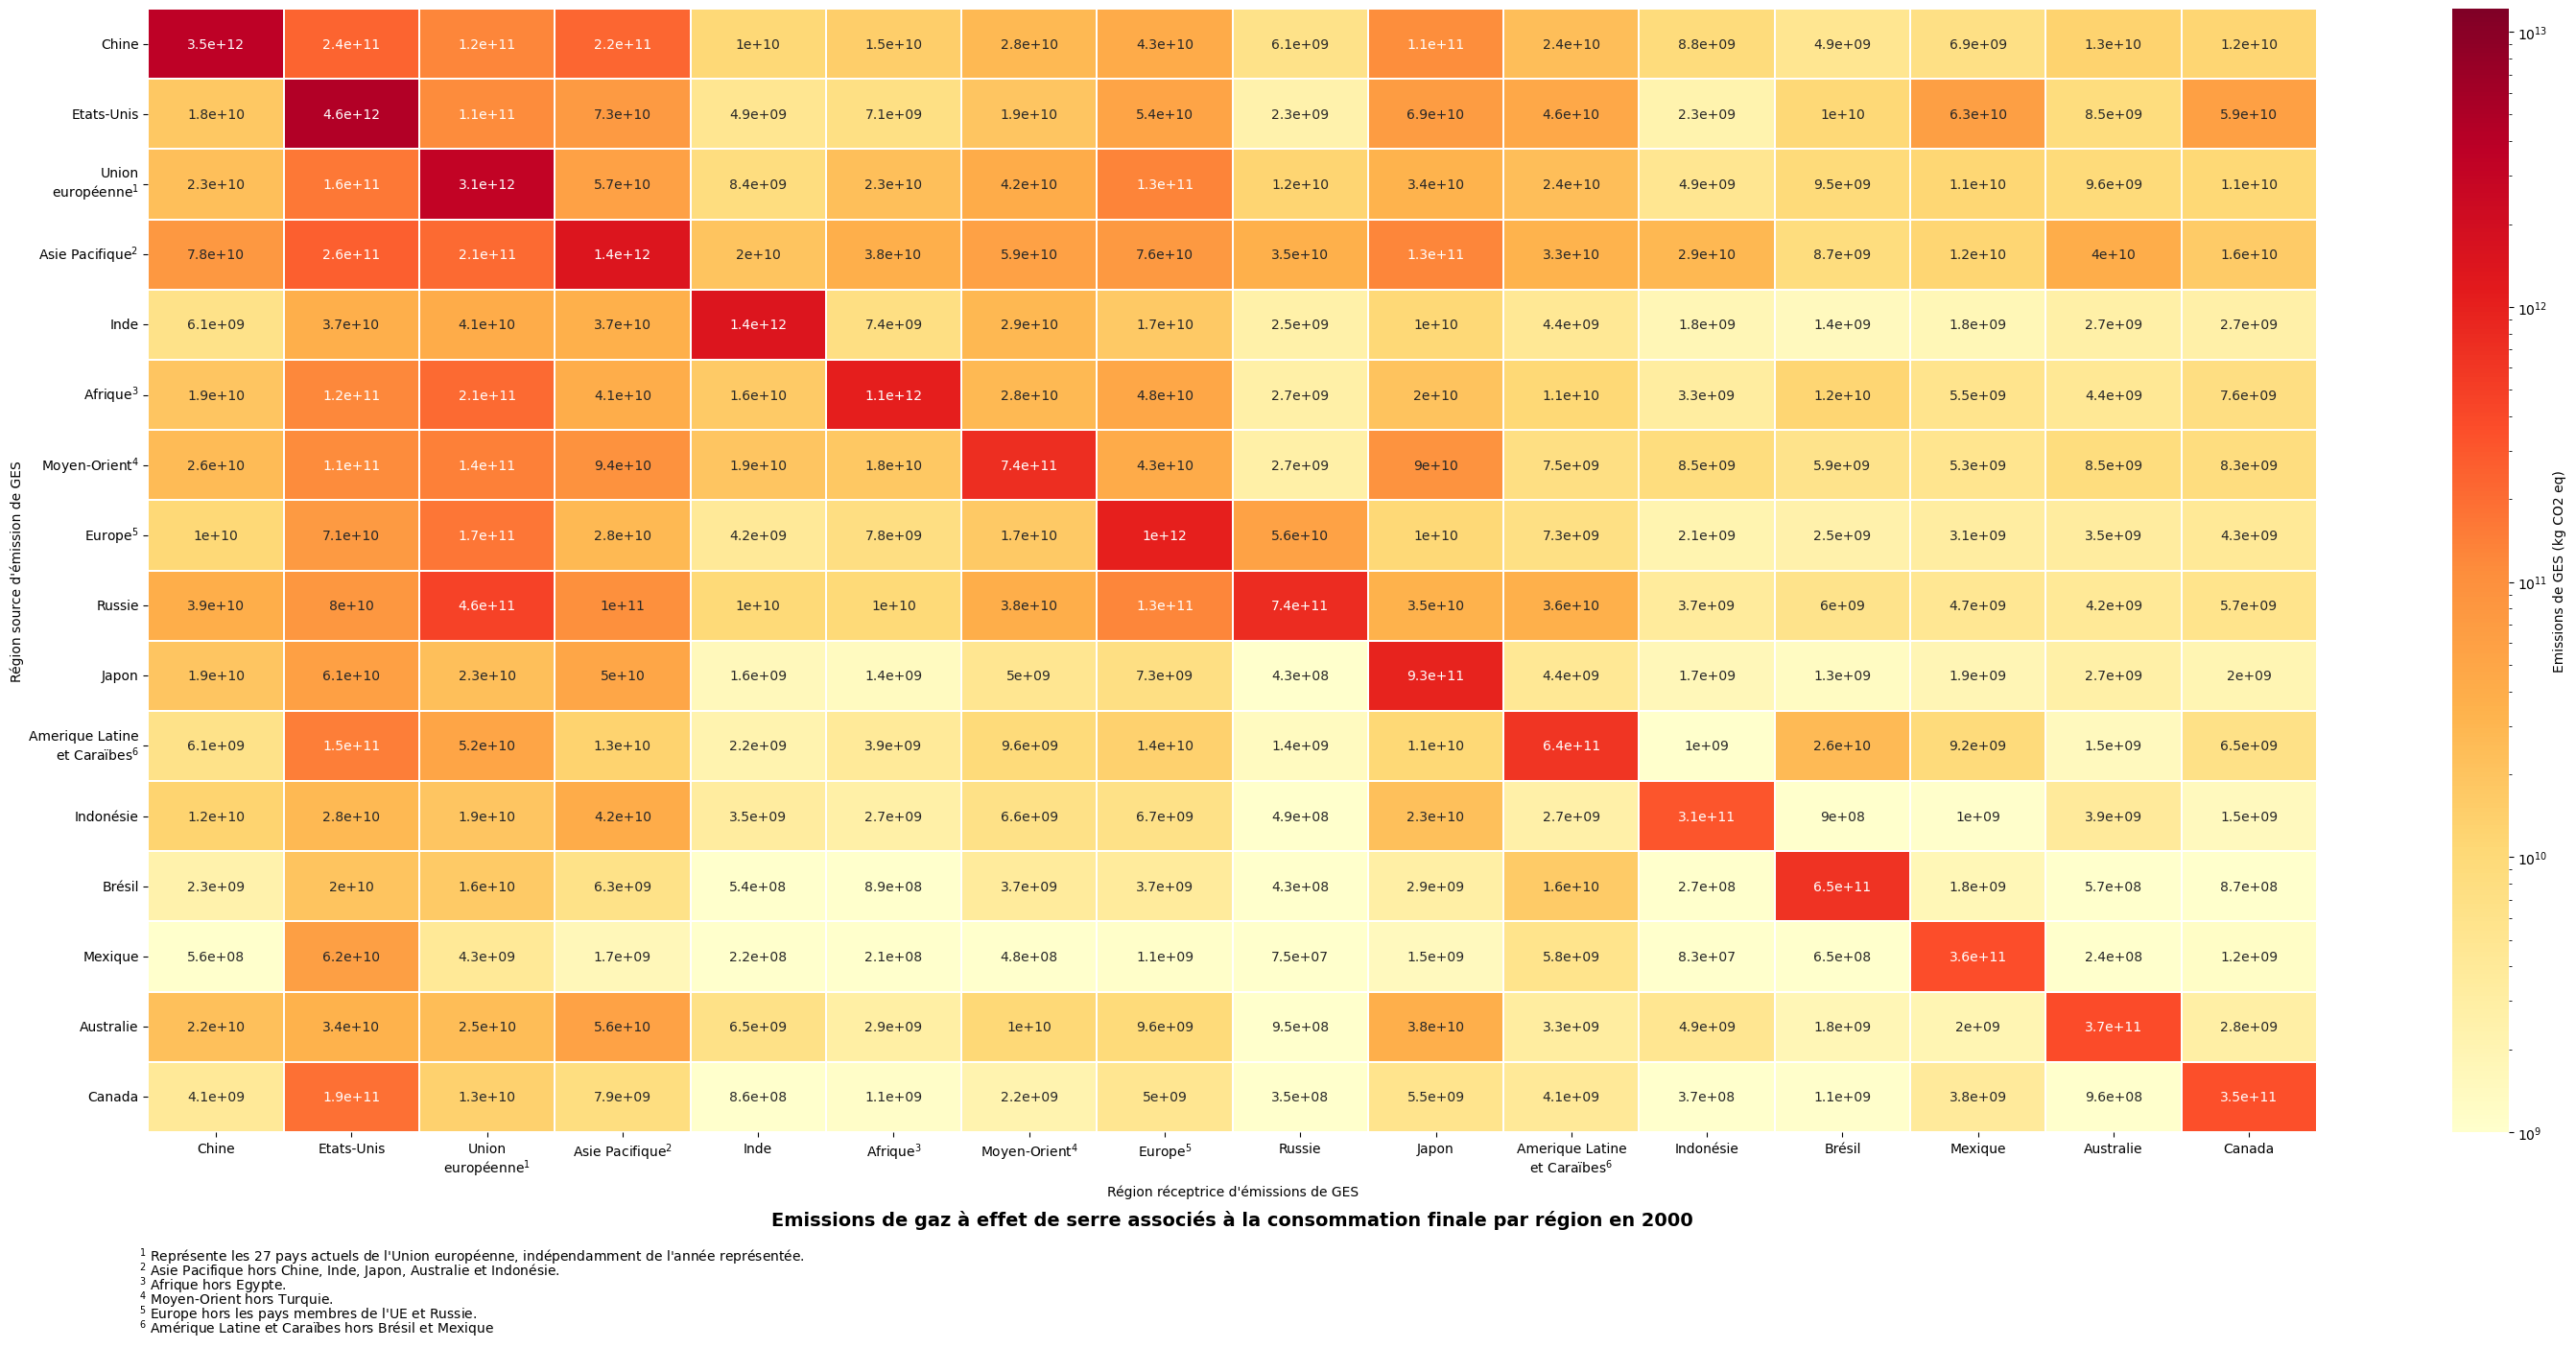 Chine 3.5e+12 2.4e+11 1.2e+11 2.2e+11 1e+10 1.5e+10 2.8e+10 4.3e+10 6.1e+09 1.1e+11 2.4e+10 8.8e+09 4.9e+09 6.9e+09 1.3e+10 1.2e+10
Etats-Unis 1.8e+10 4.6e+12 1.1e+11 7.3e+10 4.9e+09 7.1e+09 1.9e+10 5.4e+10 2.3e+09 6.9e+10 4.6e+10 2.3e+09 1e+10 6.3e+10 8.5e+09 5.9e+10
Union
européenne¹ 2.3e+10 1.6e+11 3.1e+12 5.7e+10 8.4e+09 2.3e+10 4.2e+10 1.3e+11 1.2e+10 3.4e+10 2.4e+10 4.9e+09 9.5e+09 1.1e+10 9.6e+09 1.1e+10
Asie Pacifique² 7.8e+10 2.6e+11 2.1e+11 1.4e+12 2e+10 3.8e+10 5.9e+10 7.6e+10 3.5e+10 1.3e+11 3.3e+10 2.9e+10 8.7e+09 1.2e+10 4e+10 1.6e+10
Inde 6.1e+09 3.7e+10 4.1e+10 3.7e+10 1.4e+12 7.4e+09 2.9e+10 1.7e+10 2.5e+09 1e+10 4.4e+09 1.8e+09 1.4e+09 1.8e+09 2.7e+09 2.7e+09
Afrique³ 1.9e+10 1.2e+11 2.1e+11 4.1e+10 1.6e+10 1.1e+12 2.8e+10 4.8e+10 2.7e+09 2e+10 1.1e+10 3.3e+09 1.2e+10 5.5e+09 4.4e+09 7.6e+09
Moyen-Orient⁴ 2.6e+10 1.1e+11 1.4e+11 9.4e+10 1.9e+10 1.8e+10 7.4e+11 4.3e+10 2.7e+09 9e+10 7.5e+09 8.5e+09 5.9e+09 5.3e+09 8.5e+09 8.3e+09
Europe⁵ 1e+10 7.1e+10 1.7e+11 2.8e+10 4.2e+09 7.8e+09 1.7e+10 1e+12 5.6e+10 1e+10 7.3e+09 2.1e+09 2.5e+09 3.1e+09 3.5e+09 4.3e+09
Russie 3.9e+10 8e+10 4.6e+11 1e+11 1e+10 1e+10 3.8e+10 1.3e+11 7.4e+11 3.5e+10 3.6e+10 3.7e+09 6e+09 4.7e+09 4.2e+09 5.7e+09
Japon 1.9e+10 6.1e+10 2.3e+10 5e+10 1.6e+09 1.4e+09 5e+09 7.3e+09 4.3e+08 9.3e+11 4.4e+09 1.7e+09 1.3e+09 1.9e+09 2.7e+09 2e+09
Amerique Latine
et Caraïbes⁶ 6.1e+09 1.5e+11 5.2e+10 1.3e+10 2.2e+09 3.9e+09 9.6e+09 1.4e+10 1.4e+09 1.1e+10 6.4e+11 1e+09 2.6e+10 9.2e+09 1.5e+09 6.5e+09
Indonésie 1.2e+10 2.8e+10 1.9e+10 4.2e+10 3.5e+09 2.7e+09 6.6e+09 6.7e+09 4.9e+08 2.3e+10 2.7e+09 3.1e+11 9e+08 1e+09 3.9e+09 1.5e+09
Brésil 2.3e+09 2e+10 1.6e+10 6.3e+09 5.4e+08 8.9e+08 3.7e+09 3.7e+09 4.3e+08 2.9e+09 1.6e+10 2.7e+08 6.5e+11 1.8e+09 5.7e+08 8.7e+08
Mexique 5.6e+08 6.2e+10 4.3e+09 1.7e+09 2.2e+08 2.1e+08 4.8e+08 1.1e+09 7.5e+07 1.5e+09 5.8e+09 8.3e+07 6.5e+08 3.6e+11 2.4e+08 1.2e+09
Australie 2.2e+10 3.4e+10 2.5e+10 5.6e+10 6.5e+09 2.9e+09 1e+10 9.6e+09 9.5e+08 3.8e+10 3.3e+09 4.9e+09 1.8e+09 2e+09 3.7e+11 2.8e+09
Canada 4.1e+09 1.9e+11 1.3e+10 7.9e+09 8.6e+08 1.1e+09 2.2e+09 5e+09 3.5e+08 5.5e+09 4.1e+09 3.7e+08 1.1e+09 3.8e+09 9.6e+08 3.5e+11
Région source d'émission de GES
Chine Etats-Unis Union Asie Pacifique² Inde Afrique³ Moyen-Orient⁴ Europe⁵ Russie Japon Amerique Latine Indonésie Brésil Mexique Australie Canada
européenne¹ et Caraïbes⁶
Région réceptrice d'émissions de GES
10¹³
10¹²
10¹¹
10¹⁰
10⁹
Emissions de GES (kg CO2 eq)
Emissions de gaz à effet de serre associés à la consommation finale par région en 2000
¹ Représente les 27 pays actuels de l'Union européenne, indépendamment de l'année représentée.
² Asie Pacifique hors Chine, Inde, Japon, Australie et Indonésie.
³ Afrique hors Egypte.
⁴ Moyen-Orient hors Turquie.
⁵ Europe hors les pays membres de l'UE et Russie.
⁶ Amérique Latine et Caraïbes hors Brésil et Mexique